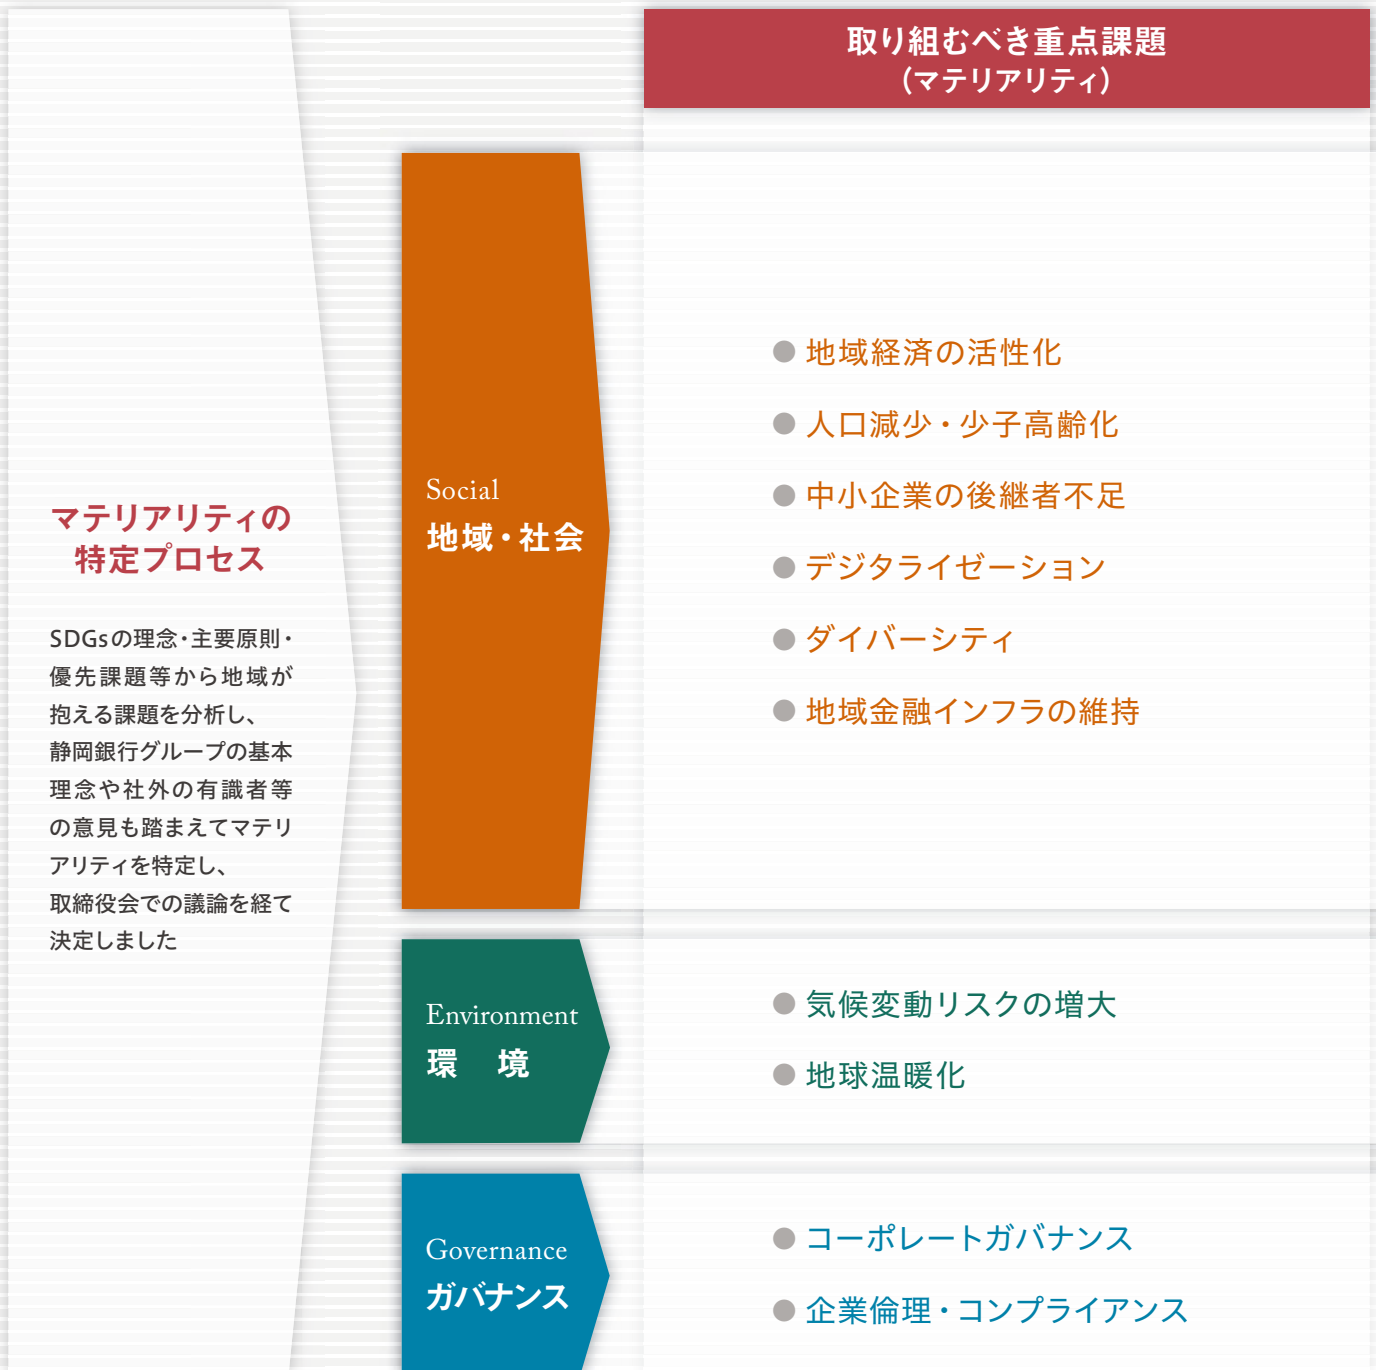 取り組むべき重点課題
(マテリアリティ)
マテリアリティの
特定プロセス
SDGsの理念・主要原則・
優先課題等から地域が
抱える課題を分析し、
静岡銀行グループの基本
理念や社外の有識者等
の意見も踏まえてマテリ
アリティを特定し、
取締役会での議論を経て
決定しました
Social
地域・社会
● 地域経済の活性化
● 人口減少・少子高齢化
● 中小企業の後継者不足
● デジタライゼーション
● ダイバーシティ
● 地域金融インフラの維持
Environment
環 境
● 気候変動リスクの増大
● 地球温暖化
Governance
ガバナンス
● コーポレートガバナンス
● 企業倫理・コンプライアンス